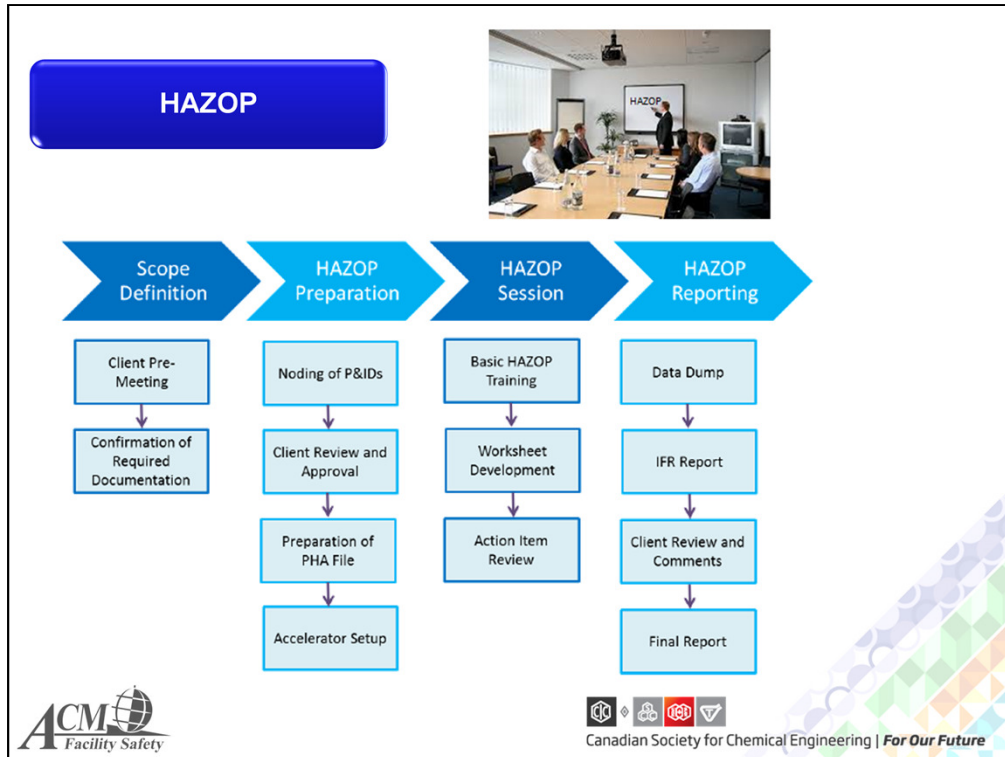 HAZOP
HAZOP
Scope
Definition
HAZOP
Preparation
HAZOP
Session
HAZOP
Reporting
Client Pre-
Meeting
Confirmation of
Required
Documentation
Noding of P&IDs
Client Review and
Approval
Preparation of
PHA File
Accelerator Setup
Basic HAZOP
Training
Worksheet
Development
Action Item
Review
Data Dump
IFR Report
Client Review and
Comments
Final Report
ACM
Facility Safety
Canadian Society for Chemical Engineering | For Our Future